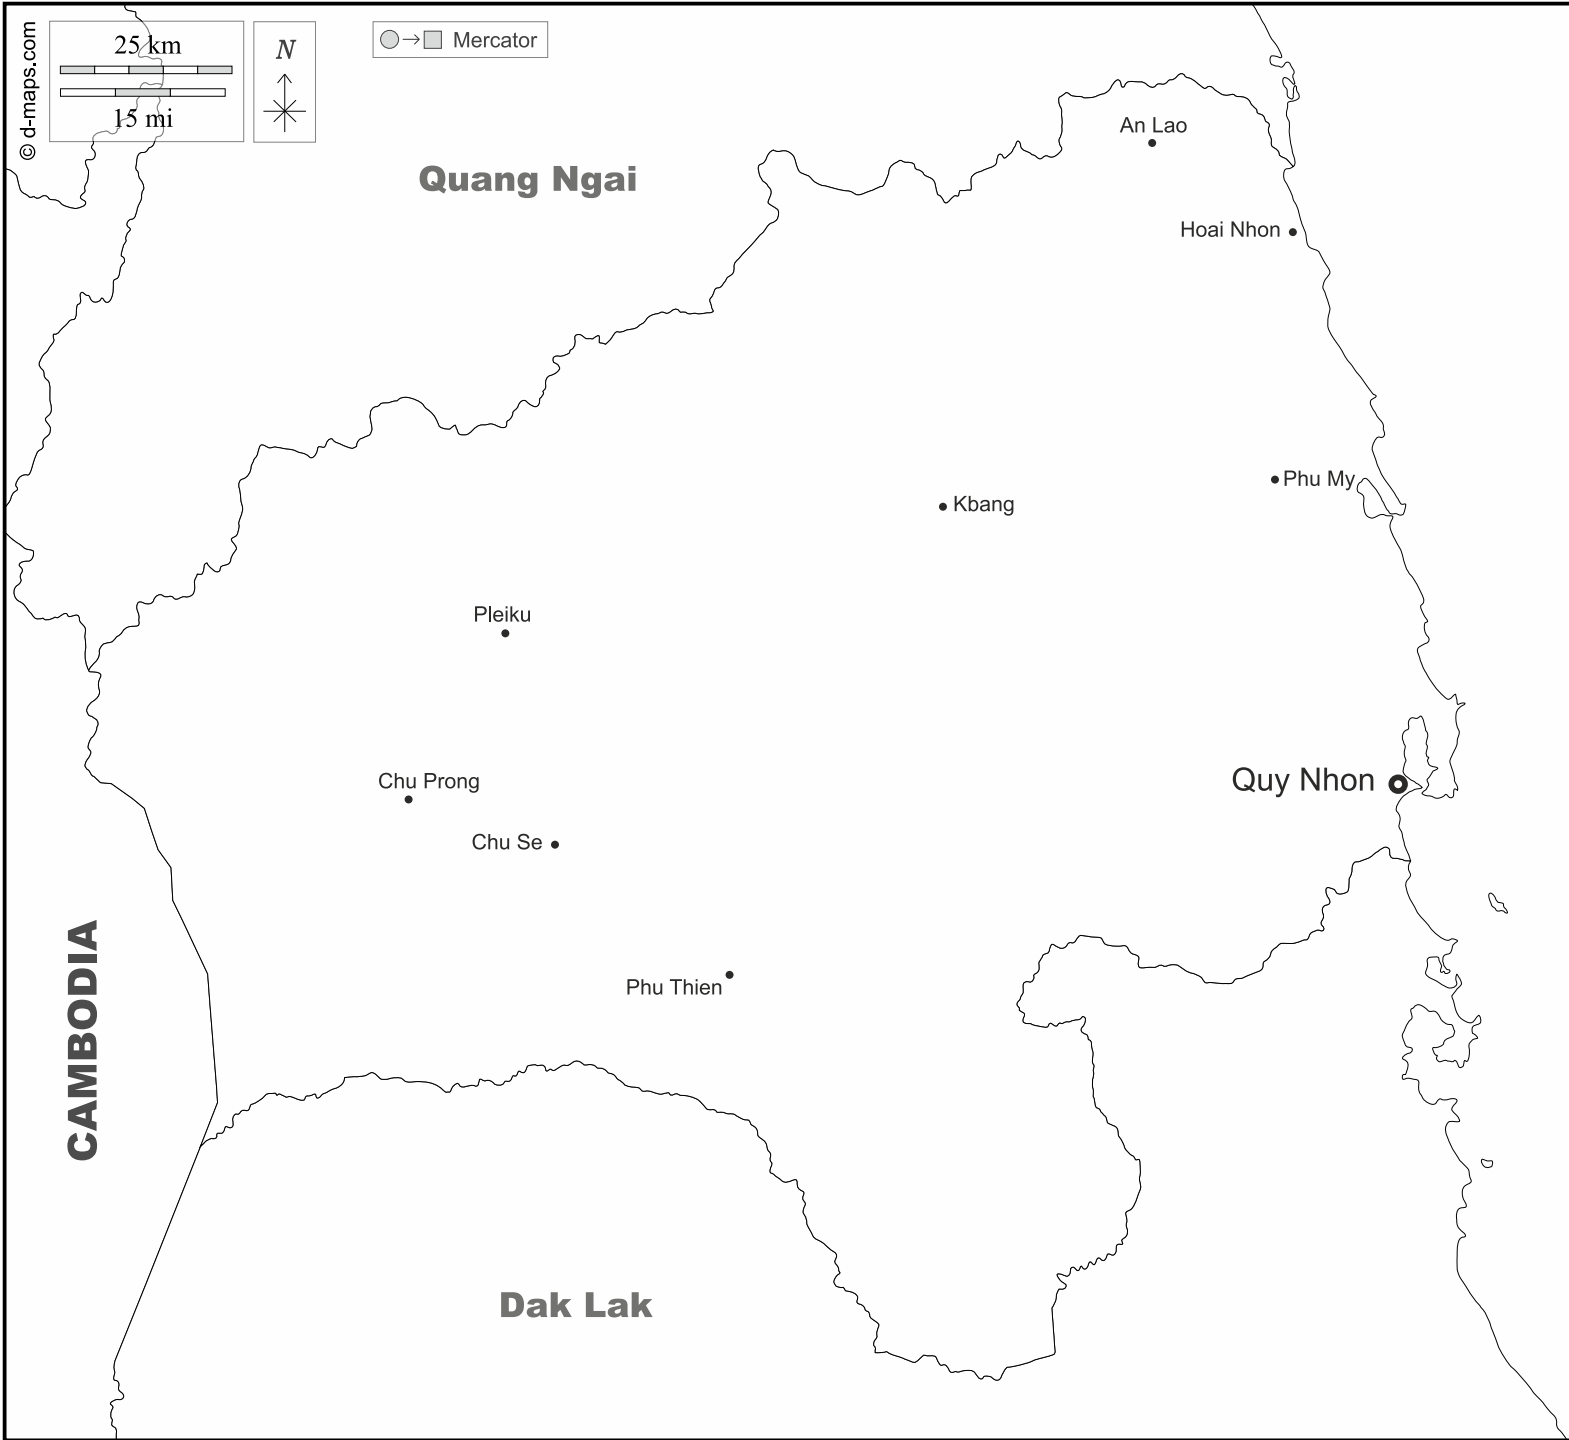 © d-maps.com
25 km
15 mi
N
Mercator
Quang Ngai
An Lao
Hoai Nhon
Phu My
Kbang
Pleiku
Chu Prong
Quy Nhon
Chu Se
Phu Thien
CAMBODIA
Dak Lak